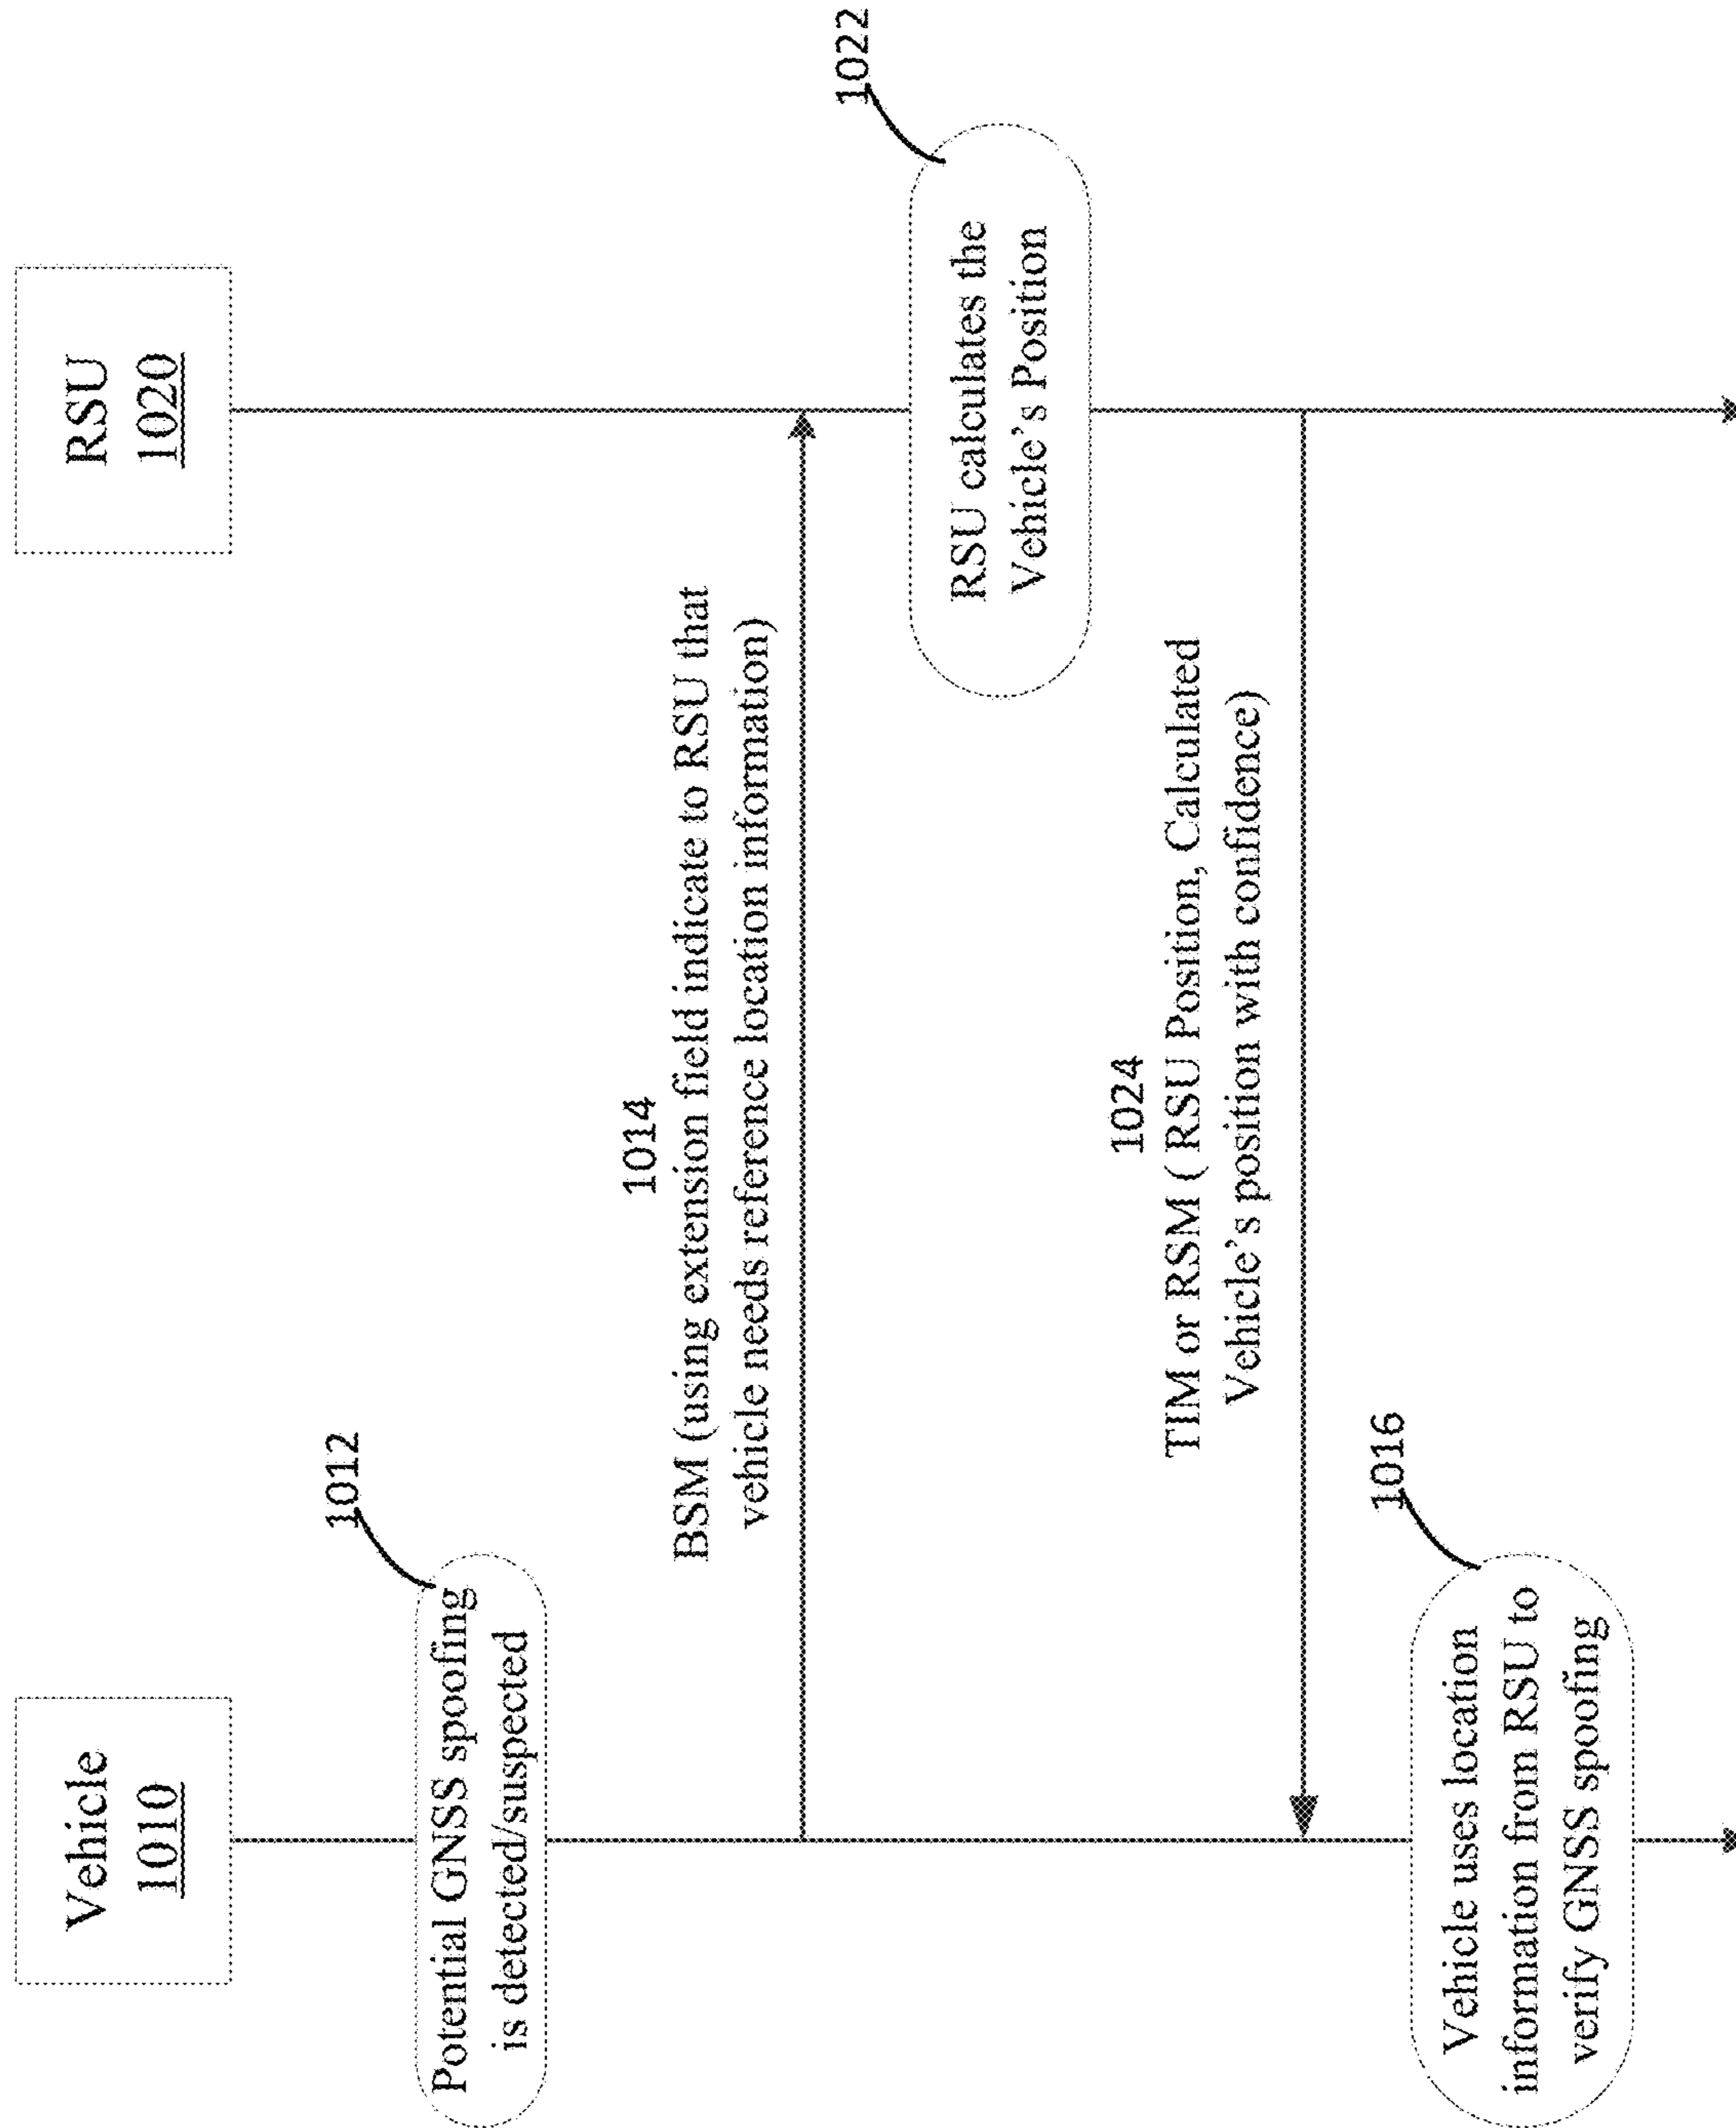 Vehicle
1010
RSU
1020
1012
Potential GNSS spoofing
is detected/suspected
1014
BSM (using extension field indicate to RSU that
vehicle needs reference location information)
1022
RSU calculates the
Vehicle's Position
1024
TIM or RSM ( RSU Position, Calculated
Vehicle's position with confidence)
1016
Vehicle uses location
information from RSU to
verify GNSS spoofing